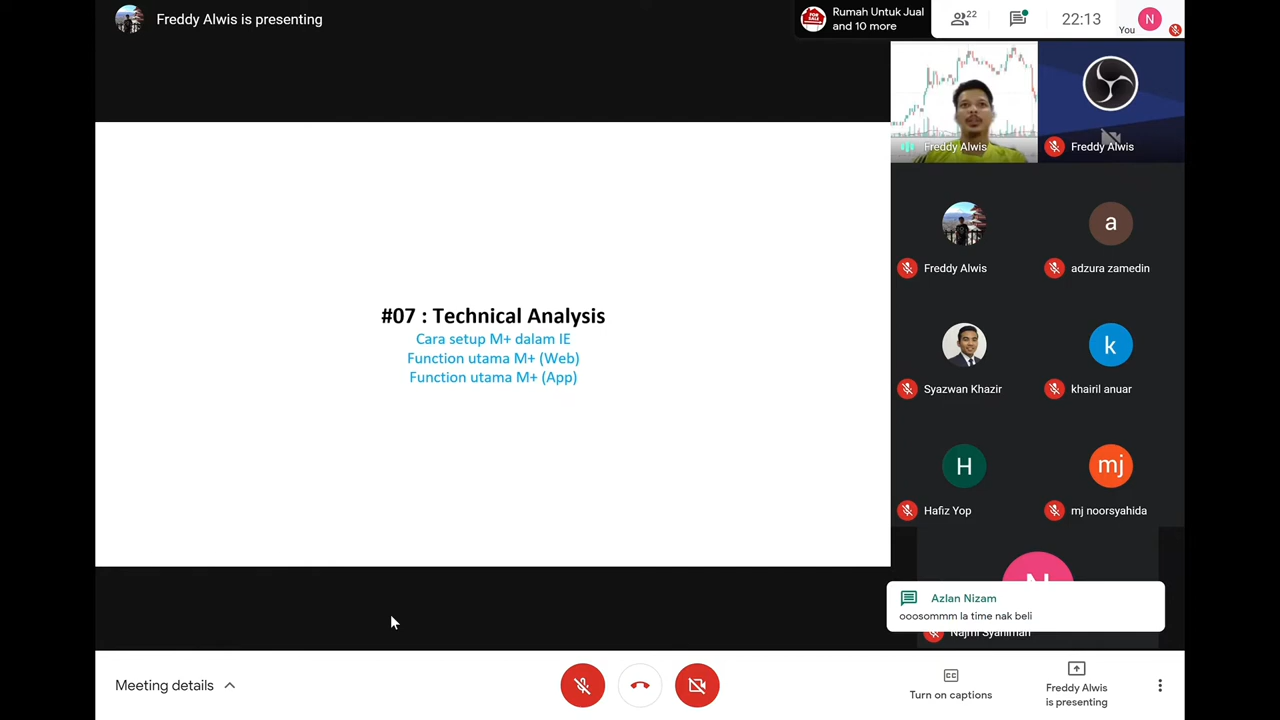 Freddy Alwis is presenting
FOR SALE
Rumah Untuk Jual
and 10 more
22
22:13
You
N
Freddy Alwis
Freddy Alwis
Freddy Alwis
a
adzura zamedin
Syazwan Khazir
k
khairil anuar
H
Hafiz Yop
mj
mj noorsyahida
#07 : Technical Analysis
Cara setup M+ dalam IE
Function utama M+ (Web)
Function utama M+ (App)
N
Azlan Nizam
ooosommm la time nak beli
Meeting details
Turn on captions
Freddy Alwis
is presenting